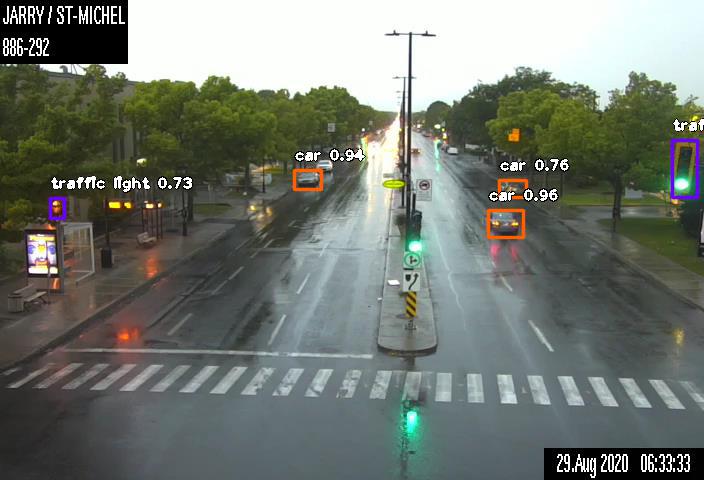 JARRY / ST-MICHEL
886-292
car 0.94
car 0.76
traf
traffic light 0.73
car 0.96
29.Aug 2020 06:33:33